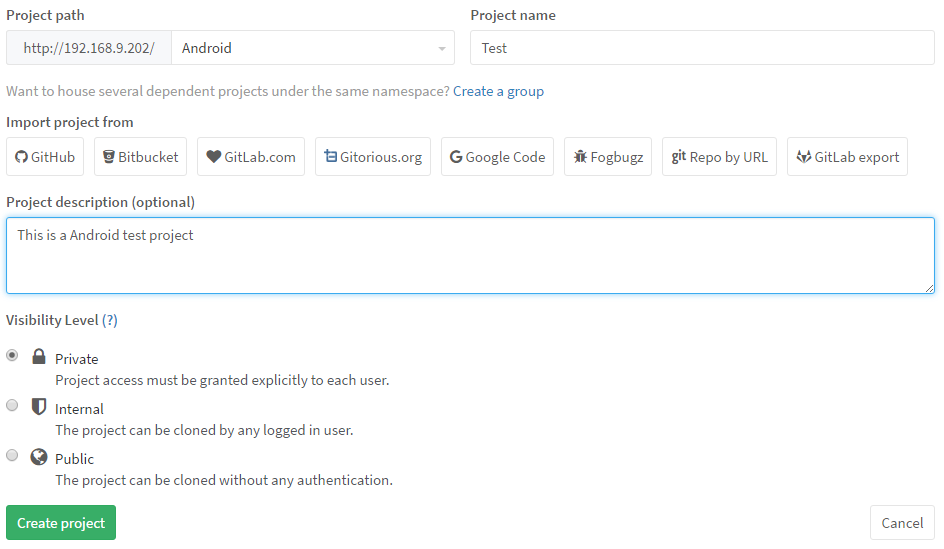 Project path Project name
http://192.168.9.202/ Android Test
Want to house several dependent projects under the same namespace? Create a group
Import project from
GitHub Bitbucket GitLab.com Gitorious.org Google Code Fogbugz git Repo by URL GitLab export
Project description (optional)
This is a Android test project
Visibility Level (?)
Private
Project access must be granted explicitly to each user.
Internal
The project can be cloned by any logged in user.
Public
The project can be cloned without any authentication.
Create project Cancel